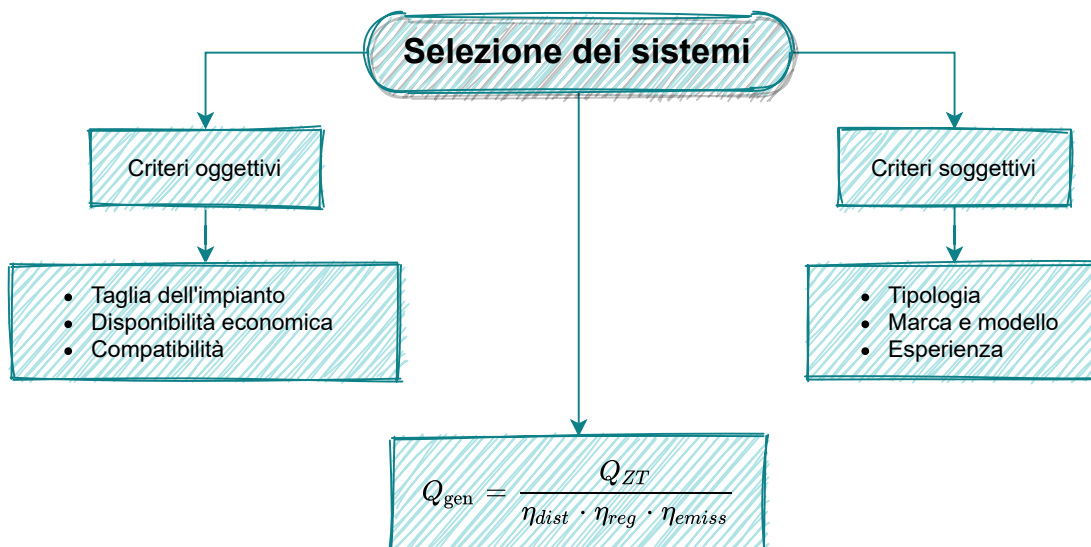 Selezione dei sistemi
Criteri oggettivi
Criteri soggettivi
• Taglia dell'impianto
• Disponibilità economica
• Compatibilità
• Tipologia
• Marca e modello
• Esperienza
Q_gen = Q_ZT / (η_dist · η_reg · η_emiss)